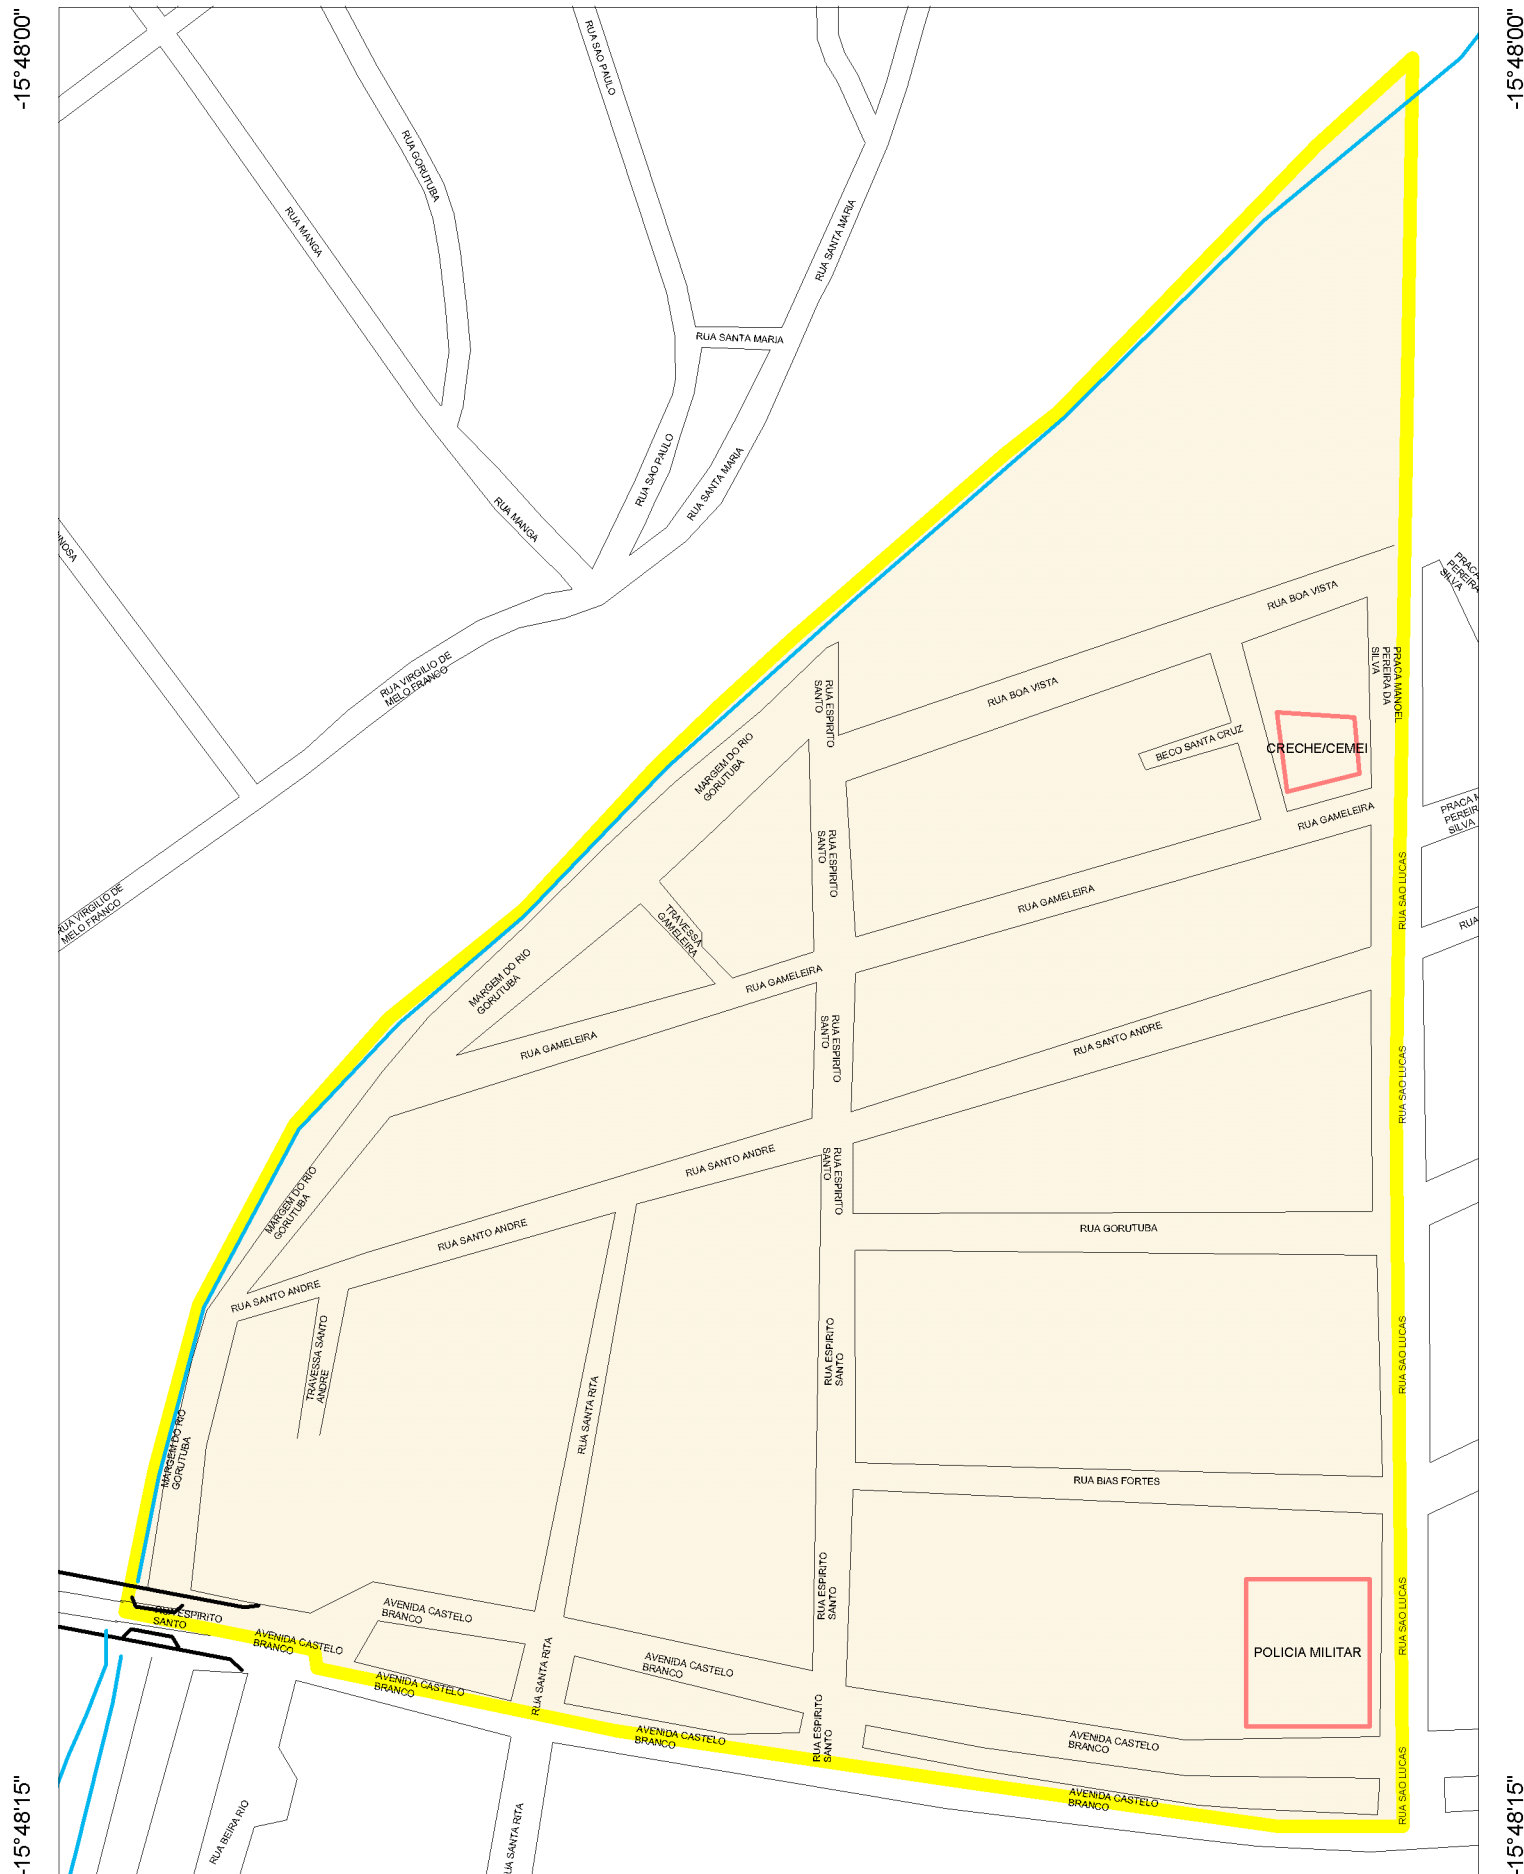 -15°48'00"
-15°48'00"
RUA SAO PAULO
RUA GORUTUBA
RUA MANGA
RUA SANTA MARIA
RUA SANTA MARIA
RUA SAO PAULO
RUA SANTA MARIA
RUA MANGA
RUA VIRGILIO DE
MELO FRANCO
RUA VIRGILIO DE
MELO FRANCO
RUA BOA VISTA
PRACA
PEREIRA
SILVA
PRACA MANOEL
PEREIRA DA
SILVA
RUA BOA VISTA
RUA ESPIRITO
SANTO
BECO SANTA CRUZ
CRECHE/CEMEI
MARGEM DO RIO
GORUTUBA
RUA GAMELEIRA
SILVA
RUA ESPIRITO
SANTO
RUA SAO LUCAS
RUA GAMELEIRA
RUA
TRAVESSA
GAMELEIRA
MARGEM DO RIO
GORUTUBA
RUA GAMELEIRA
RUA GAMELEIRA
RUA ESPIRITO
SANTO
RUA SANTO ANDRE
RUA SAO LUCAS
RUA SANTO ANDRE
RUA ESPIRITO
SANTO
MARGEM DO RIO
GORUTUBA
RUA SANTO ANDRE
RUA GORUTUBA
RUA SANTO ANDRE
TRAVESSA SANTO
ANDRE
RUA ESPIRITO
SANTO
RUA SAO LUCAS
RUA SANTA RITA
MARGEM DO RIO
GORUTUBA
RUA BIAS FORTES
RUA ESPIRITO
SANTO
RUA SAO LUCAS
RUA ESPIRITO
SANTO
AVENIDA CASTELO
BRANCO
AVENIDA CASTELO
BRANCO
POLICIA MILITAR
AVENIDA CASTELO
BRANCO
AVENIDA CASTELO
BRANCO
RUA SANTA RITA
RUA ESPIRITO
SANTO
AVENIDA CASTELO
BRANCO
AVENIDA CASTELO
BRANCO
AVENIDA CASTELO
BRANCO
RUA SAO LUCAS
RUA BEIRA RIO
RUA SANTA RITA
-15°48'15"
-15°48'15"